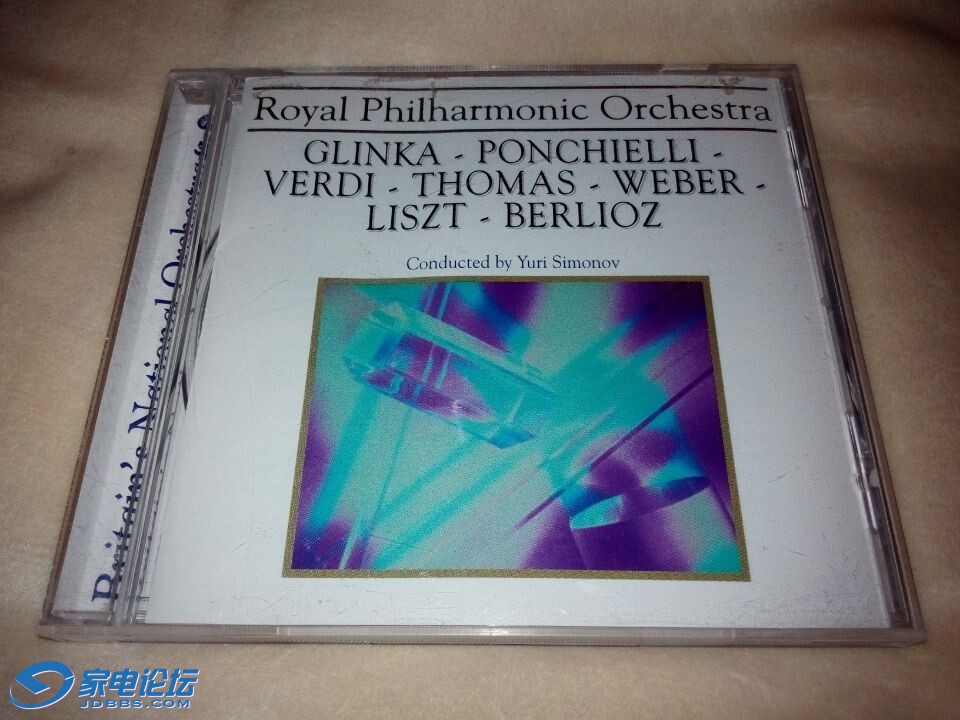 Royal Philharmonic Orchestra
GLINKA - PONCHIELLI -
VERDI - THOMAS - WEBER -
LISZT - BERLIOZ
Conducted by Yuri Simonov
Britain's National Orchestra
家电论坛
JDBBS.COM